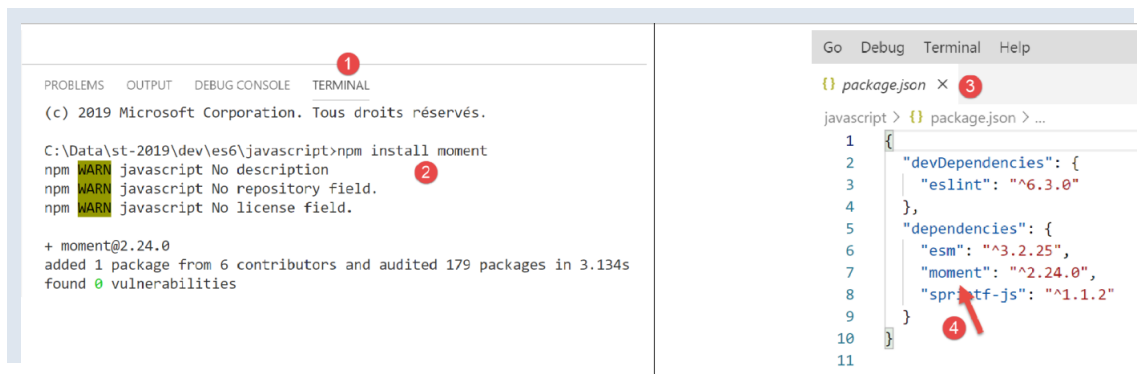 1
PROBLEMS OUTPUT DEBUG CONSOLE TERMINAL
(c) 2019 Microsoft Corporation. Tous droits réservés.
C:\Data\st-2019\dev\es6\javascript>npm install moment
2
npm WARN javascript No description
npm WARN javascript No repository field.
npm WARN javascript No license field.
+ moment@2.24.0
added 1 package from 6 contributors and audited 179 packages in 3.134s
found 0 vulnerabilities
Go Debug Terminal Help
{} package.json × 3
javascript > {} package.json > ...
1 {
2 "devDependencies": {
3 "eslint": "^6.3.0"
4 },
5 "dependencies": {
6 "esm": "^3.2.25",
7 "moment": "^2.24.0",
8 "sprintf-js": "^1.1.2"
9 }
4
10 }
11